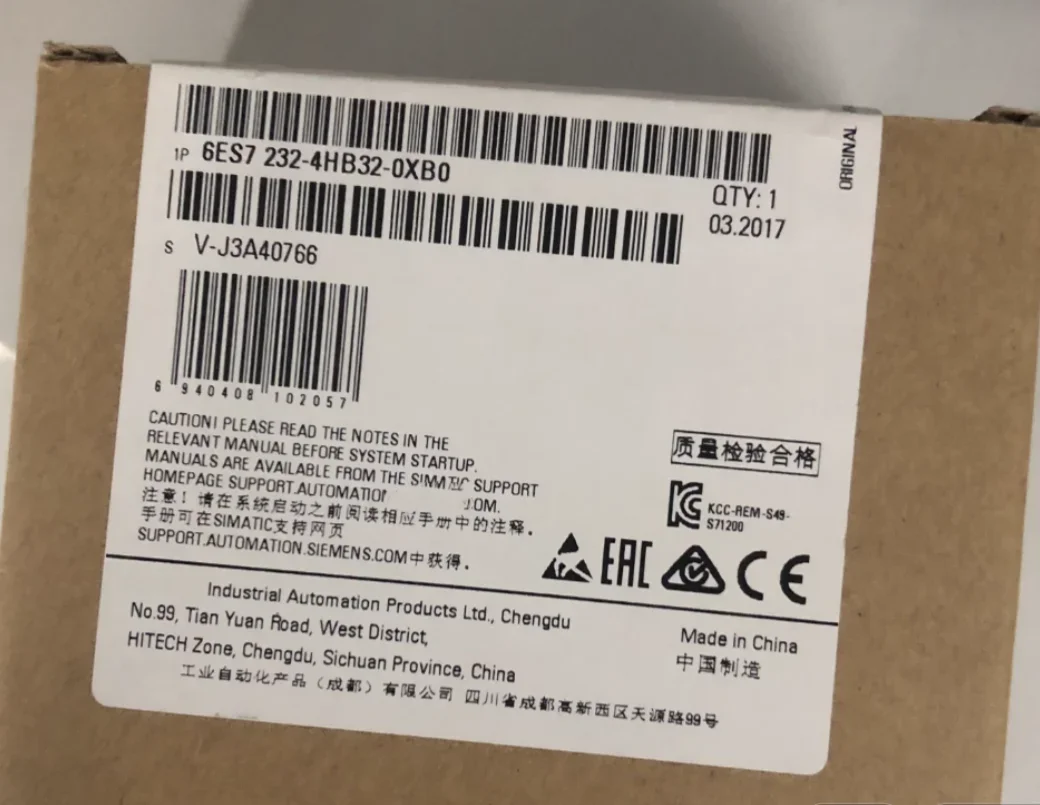 ORIGINAL
1P 6ES7 232-4HB32-0XB0
QTY: 1
03.2017
S V-J3A40766
6 940408 102057
CAUTION! PLEASE READ THE NOTES IN THE
RELEVANT MANUAL BEFORE SYSTEM STARTUP.
MANUALS ARE AVAILABLE FROM THE SUPPORT
HOMEPAGE SUPPORT.AUTOMATION
注意！请在系统启动之前阅读相应手册中的注释。
手册可在SIMATIC支持网页
SUPPORT.AUTOMATION.SIEMENS.COM中获得。
质量检验合格
KCC-REM-S49-
S71200
EAC
CE
Industrial Automation Products Ltd., Chengdu
No.99, Tian Yuan Road, West District,
HITECH Zone, Chengdu, Sichuan Province, China
Made in China
中国制造
工业自动化产品（成都）有限公司 四川省成都高新西区天源路99号